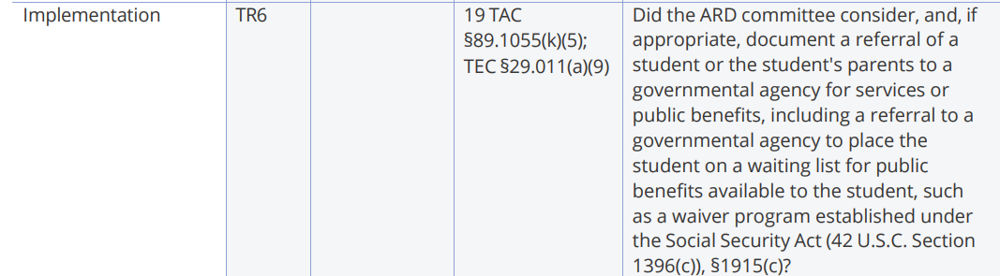 Implementation
TR6
19 TAC
§89.1055(k)(5);
TEC §29.011(a)(9)
Did the ARD committee consider, and, if
appropriate, document a referral of a
student or the student's parents to a
governmental agency for services or
public benefits, including a referral to a
governmental agency to place the
student on a waiting list for public
benefits available to the student, such
as a waiver program established under
the Social Security Act (42 U.S.C. Section
1396(c)), §1915(c)?